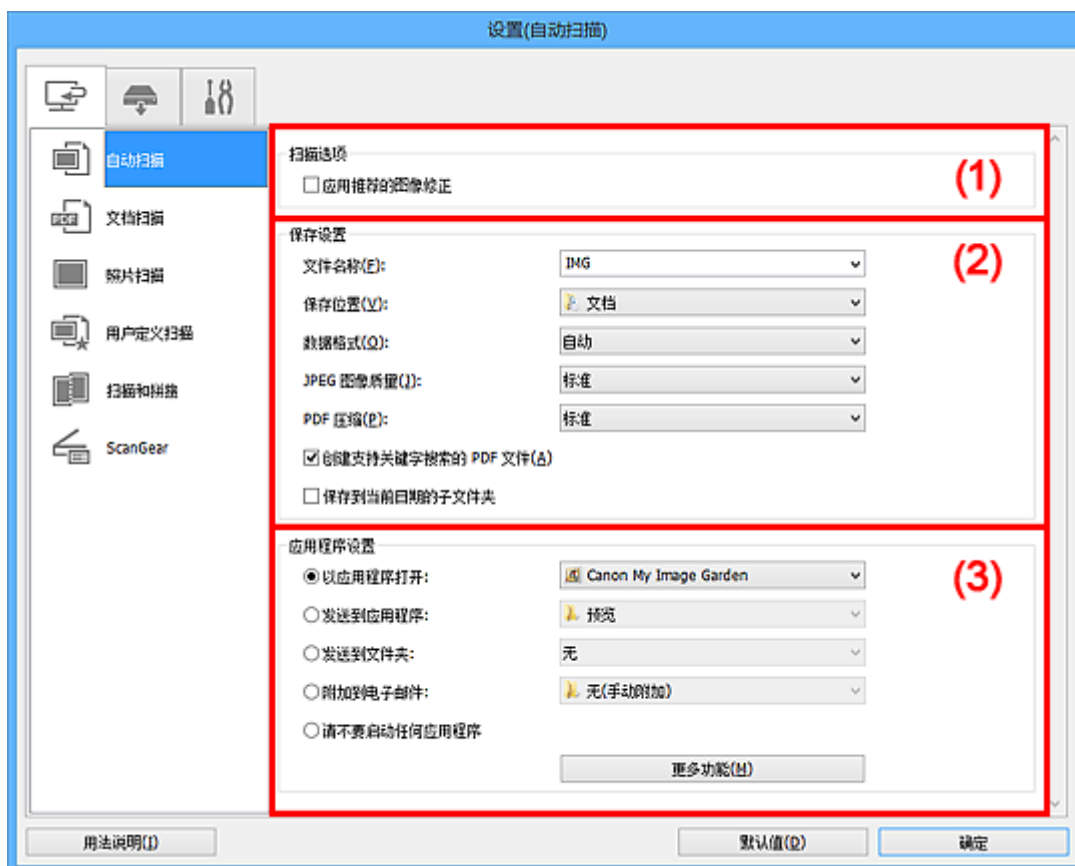 设置(自动扫描)
自动扫描
文档扫描
照片扫描
用户定义扫描
扫描和拼接
ScanGear
扫描选项
应用推荐的图像修正
(1)
保存设置
(2)
文件名称(F): IMG
保存位置(V): 文档
数据格式(O): 自动
JPEG 图像质量(J): 标准
PDF 压缩(P): 标准
创建支持关键字搜索的 PDF 文件(A)
保存到当前日期的子文件夹
应用程序设置
(3)
以应用程序打开: Canon My Image Garden
发送到应用程序: 预览
发送到文件夹: 无
附加到电子邮件: 无(手动附加)
请不要启动任何应用程序
更多功能(M)
用法说明(I) 默认值(D) 确定